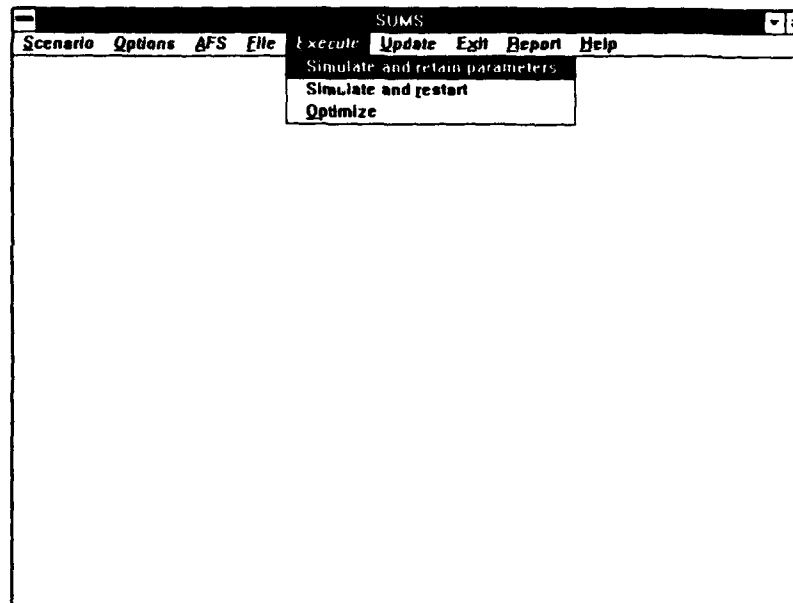 SUMS
Scenario Options AFS File Execute Update Exit Report Help
Simulate and retain parameters
Simulate and restart
Optimize